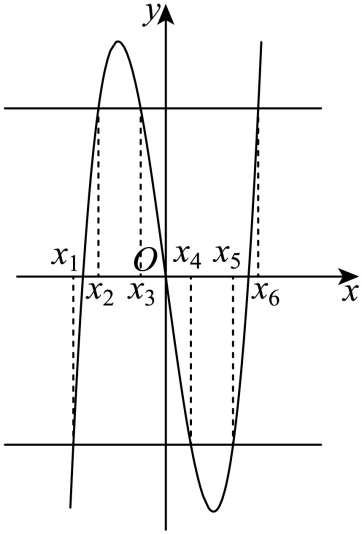 y
x₁ O x₄ x₅
x₂ x₃ x₆ x